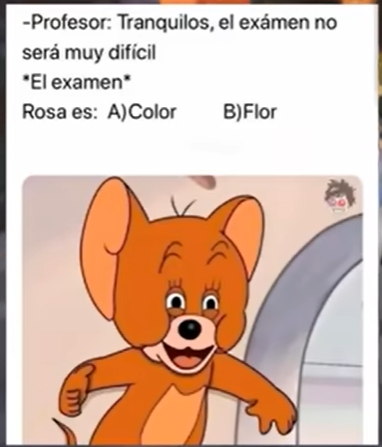 -Profesor: Tranquilos, el exámen no
será muy difícil
*El examen*
Rosa es: A)Color B)Flor